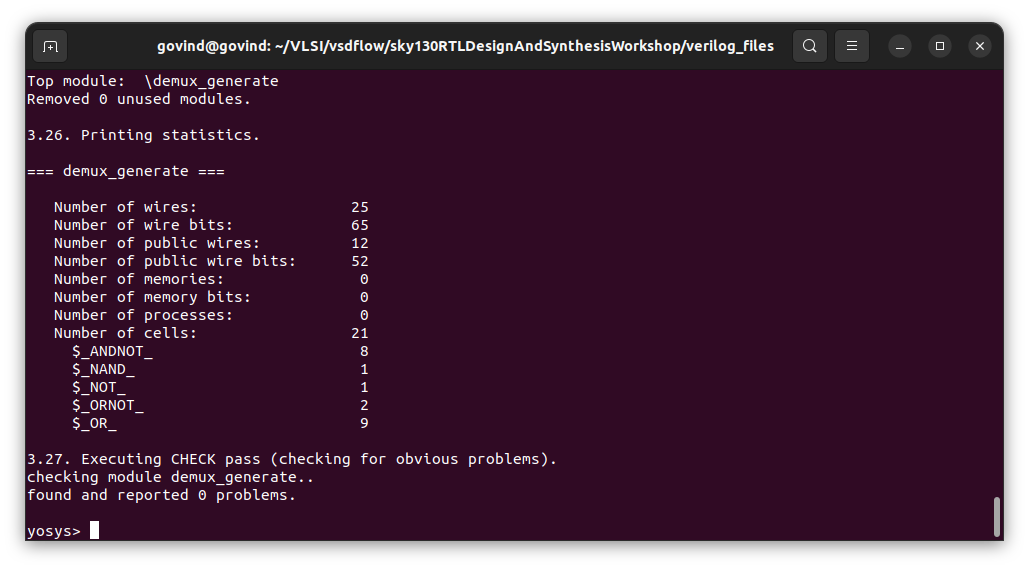 govind@govind: ~/VLSI/vsdflow/sky130RTLDesignAndSynthesisWorkshop/verilog_files
Top module:  \demux_generate
Removed 0 unused modules.
3.26. Printing statistics.
=== demux_generate ===
Number of wires:                 25
Number of wire bits:             65
Number of public wires:          12
Number of public wire bits:      52
Number of memories:               0
Number of memory bits:            0
Number of processes:              0
Number of cells:                 21
$_ANDNOT_                       8
$_NAND_                         1
$_NOT_                          1
$_ORNOT_                        2
$_OR_                           9
3.27. Executing CHECK pass (checking for obvious problems).
checking module demux_generate..
found and reported 0 problems.
yosys>